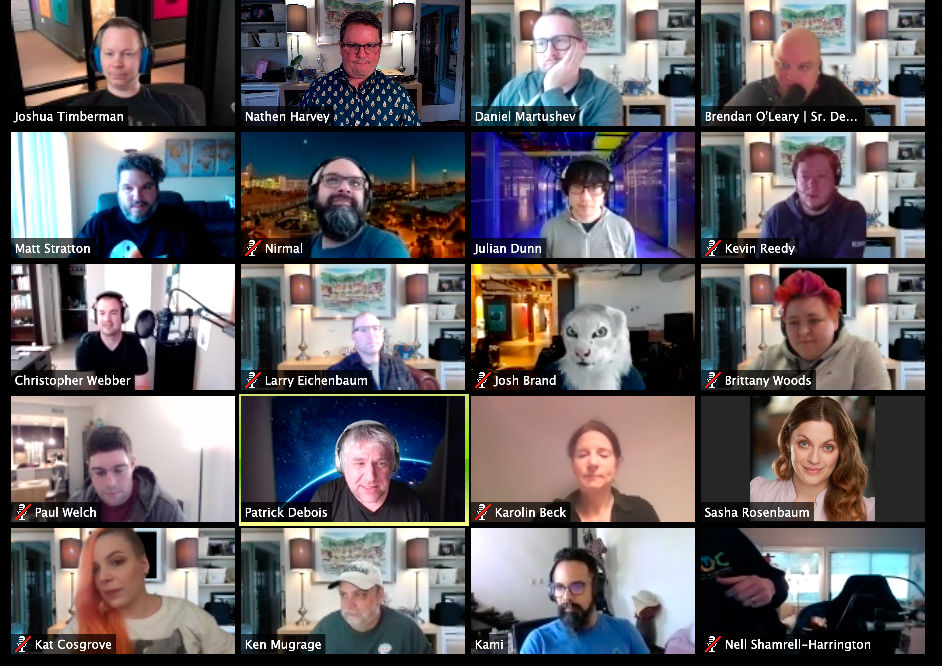 Joshua Timberman
Nathen Harvey
Daniel Martushev
Brendan O'Leary | Sr. De...
Matt Stratton
Nirmal
Julian Dunn
Kevin Reedy
Christopher Webber
Larry Eichenbaum
Josh Brand
Brittany Woods
Paul Welch
Patrick Debois
Karolin Beck
Sasha Rosenbaum
Kat Cosgrove
Ken Mugrage
Kami
Nell Shamrell-Harrington